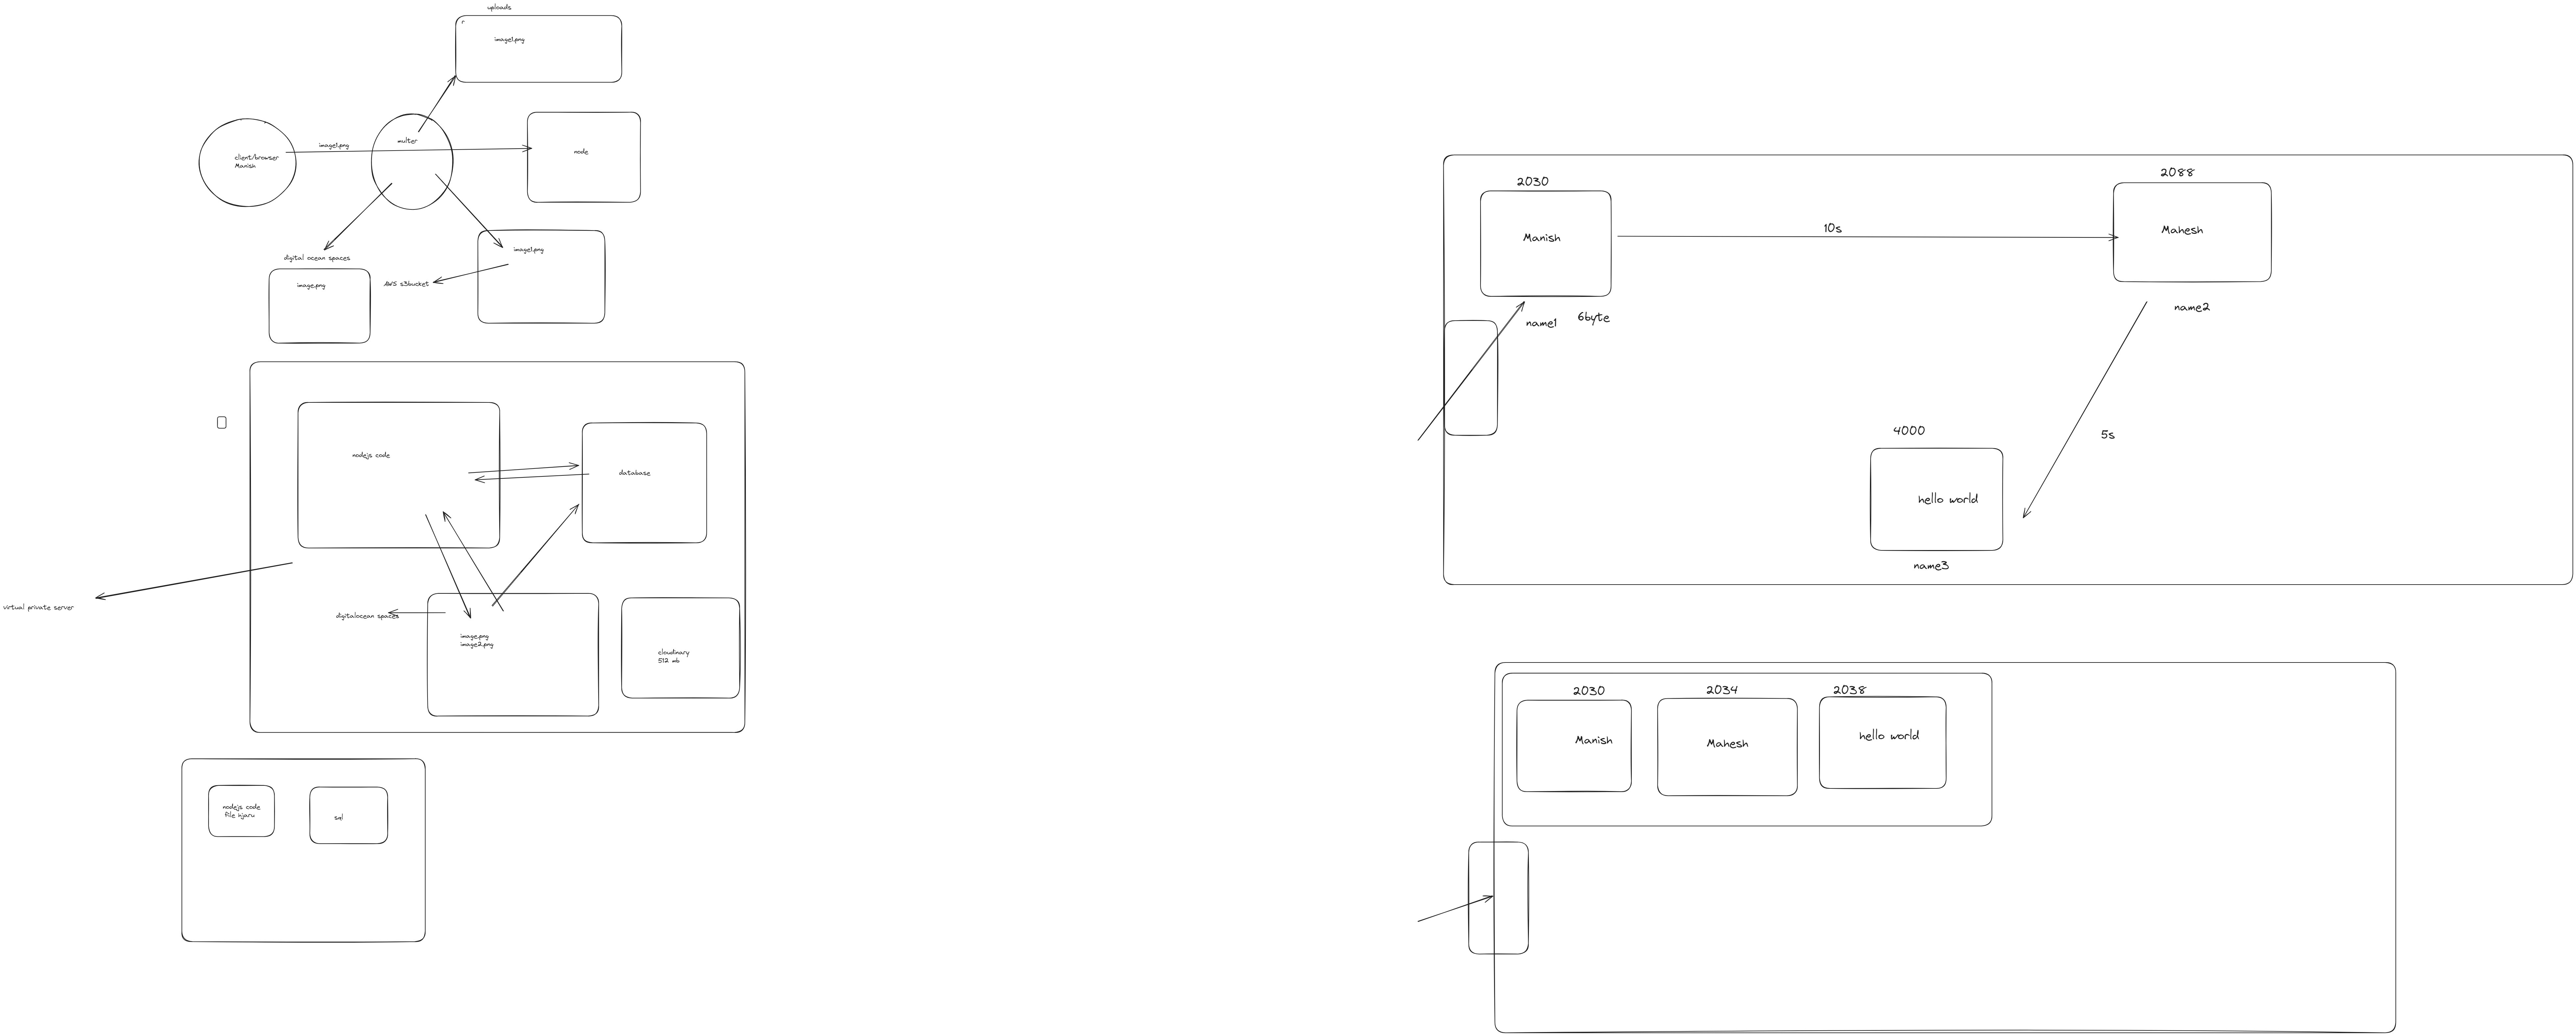 uploads
r
image1.png
client/browser
Manish
image1.png
multer
node
image1.png
digital ocean spaces
AWS s3bucket
image.png
nodejs code
database
virtual private server
digitalocean spaces
image.png
image2.png
cloudinary
512 mb
nodejs code
file hjaru
sql
2030
2088
Manish
10s
Mahesh
name1
6byte
name2
4000
5s
hello world
name3
2030
2034
2038
Manish
Mahesh
hello world